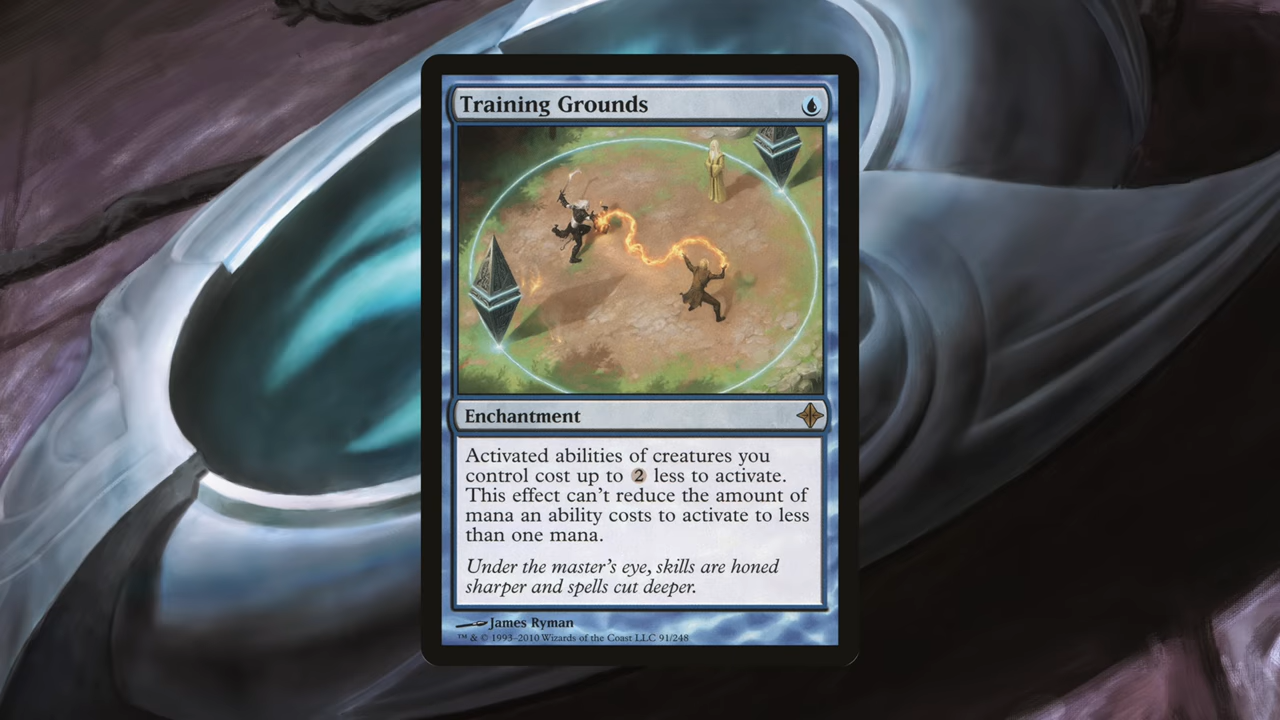 Training Grounds
Enchantment
Activated abilities of creatures you
control cost up to 2 less to activate.
This effect can't reduce the amount of
mana an ability costs to activate to less
than one mana.
Under the master's eye, skills are honed
sharper and spells cut deeper.
James Ryman
™ & © 1993–2010 Wizards of the Coast LLC 91/248